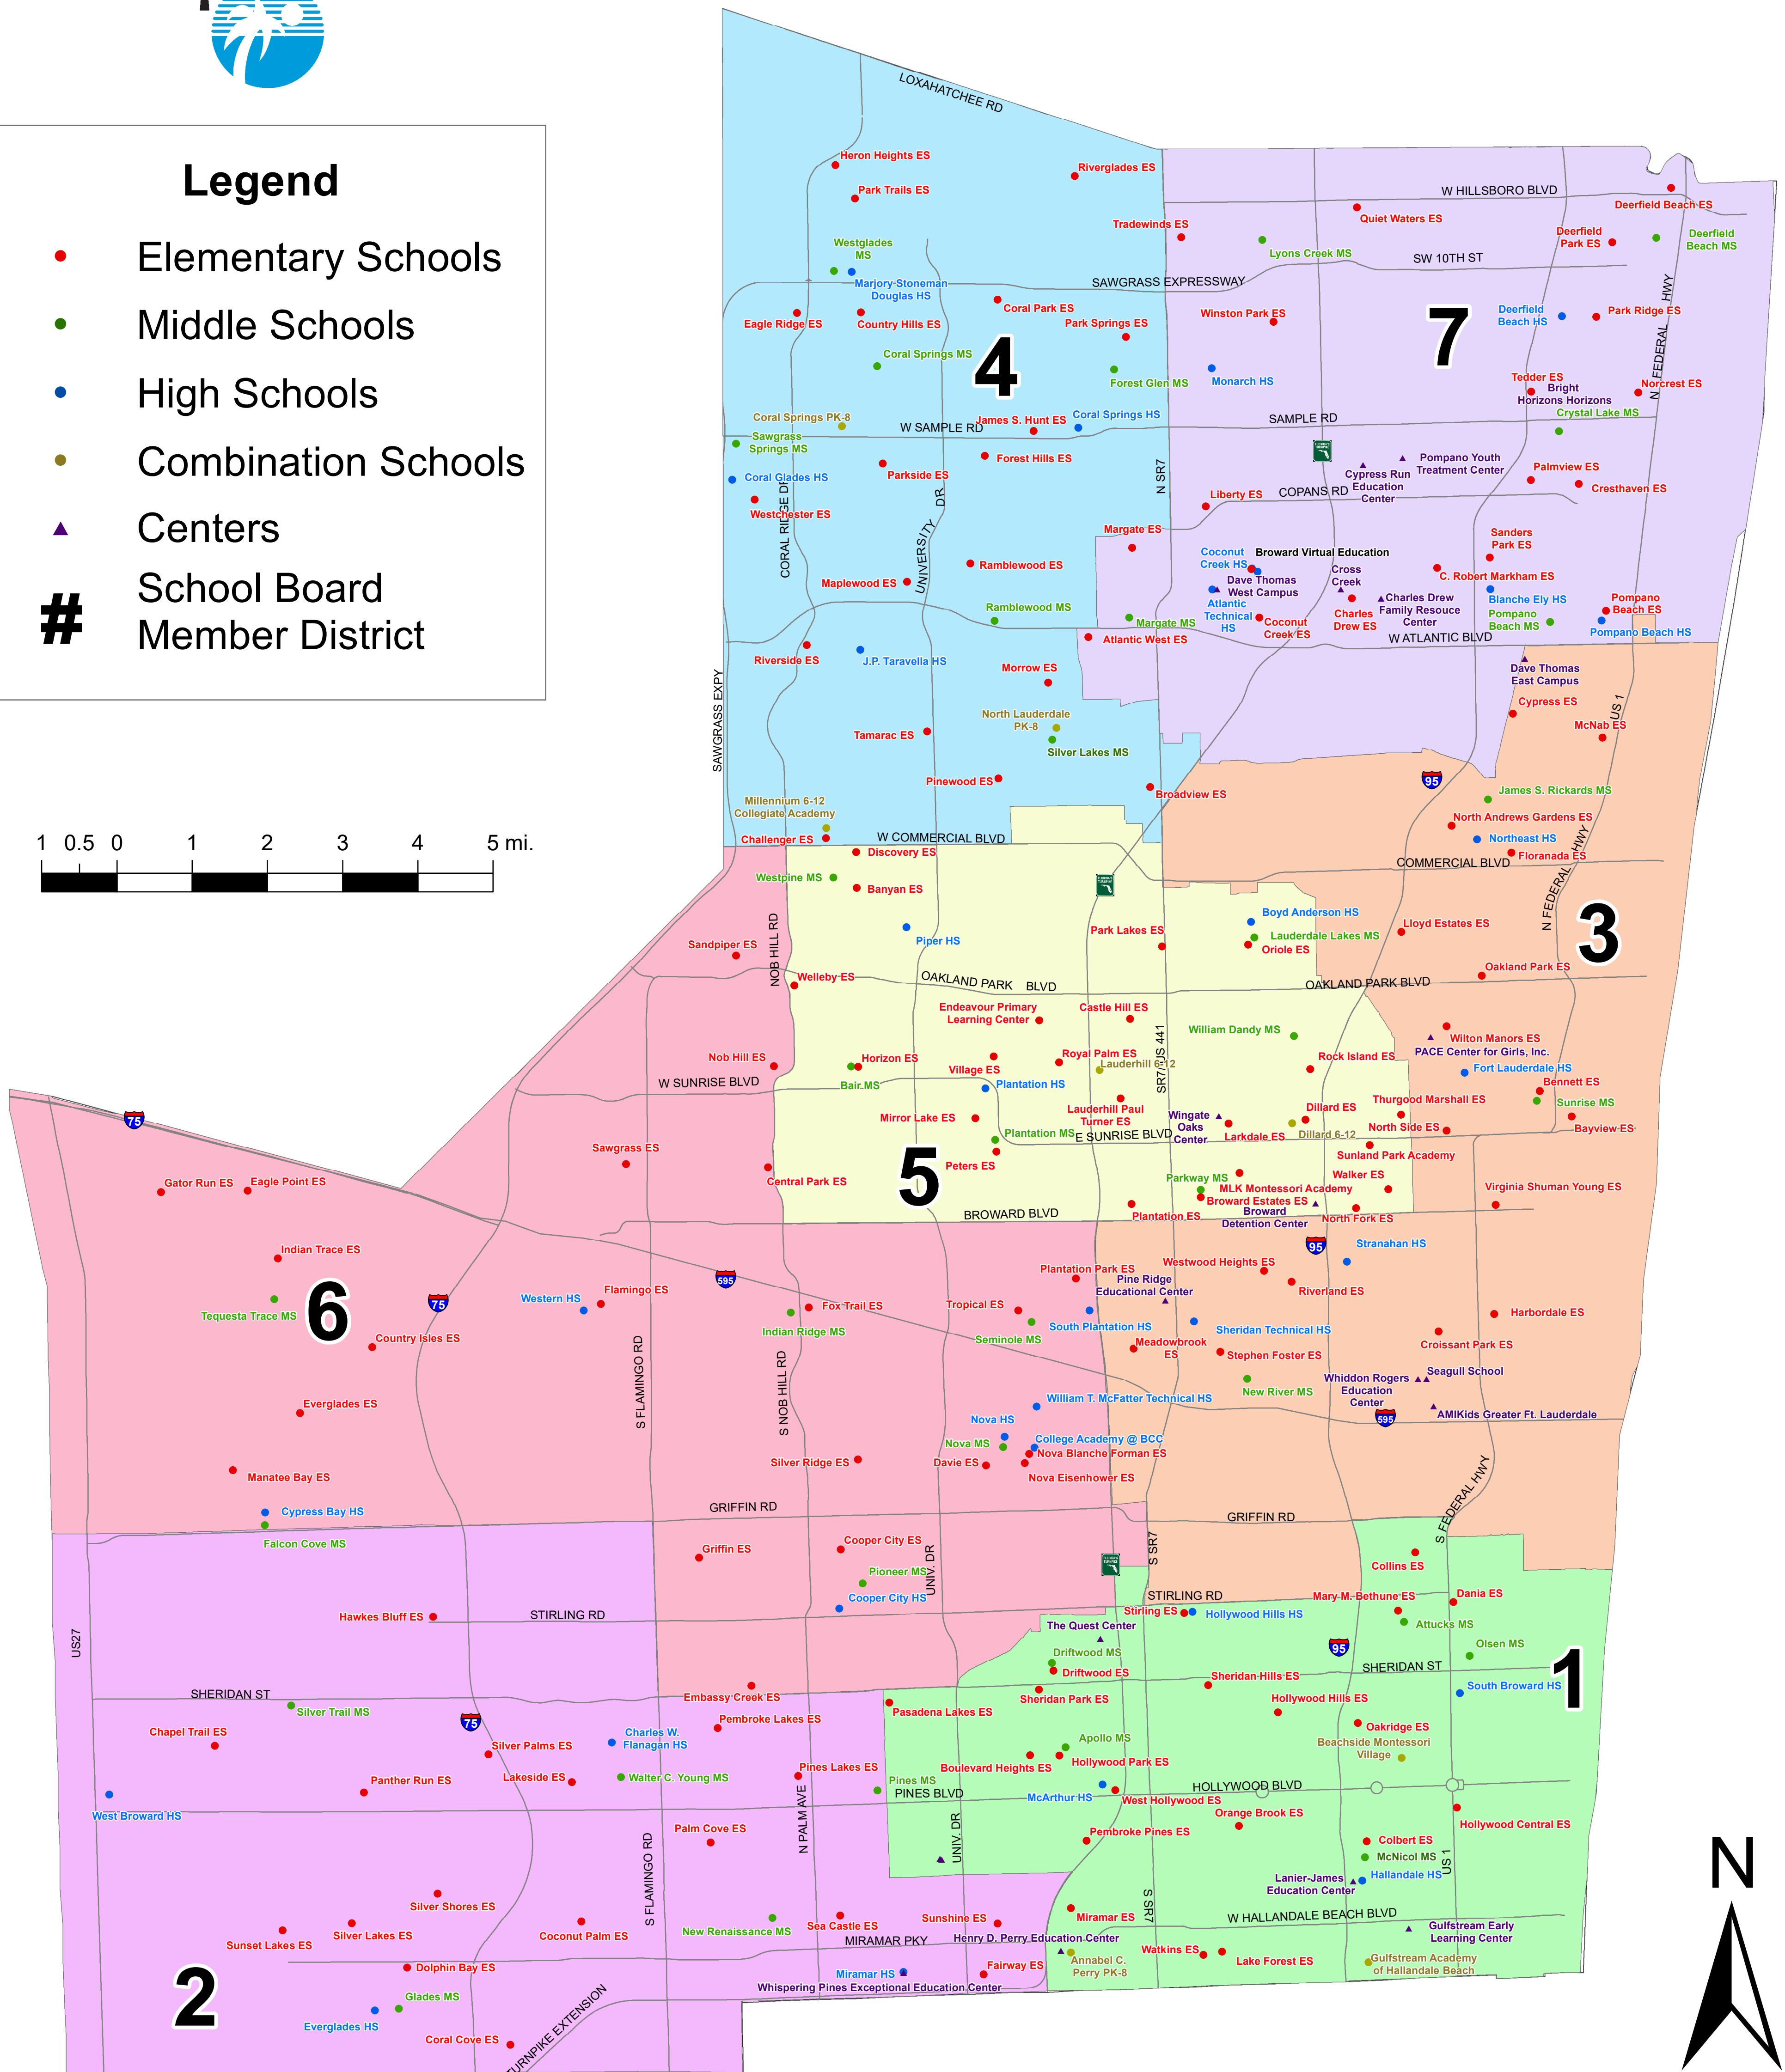 Legend
Elementary Schools
Middle Schools
High Schools
Combination Schools
Centers
#
School Board
Member District
1 0.5 0 1 2 3 4 5 mi.
LOXAHATCHEE RD
Heron Heights ES
Park Trails ES
Riverglades ES
Westglades
MS
Marjory Stoneman
Douglas HS
Eagle Ridge ES
Country Hills ES
Coral Park ES
Park Springs ES
Coral Springs MS
4
Forest Glen MS
Coral Springs PK-8
W SAMPLE RD
James S. Hunt ES
Coral Springs HS
Sawgrass
Springs MS
Coral Glades HS
Parkside ES
Forest Hills ES
Westchester ES
CORAL RIDGE DR
UNIVERSITY DR
Maplewood ES
Ramblewood ES
Ramblewood MS
Riverside ES
J.P. Taravella HS
Morrow ES
North Lauderdale
PK-8
Silver Lakes MS
Tamarac ES
Pinewood ES
Broadview ES
SAWGRASS EXPY
Millennium 6-12
Collegiate Academy
Challenger ES
W COMMERCIAL BLVD
W HILLSBORO BLVD
Deerfield Beach ES
Quiet Waters ES
Tradewinds ES
Lyons Creek MS
Deerfield
Park ES
Deerfield
Beach MS
SW 10TH ST
SAWGRASS EXPRESSWAY
Winston Park ES
7
Deerfield
Beach HS
Park Ridge ES
N FEDERAL HWY
Monarch HS
Tedder ES
Bright
Horizons Horizons
Norcrest ES
Crystal Lake MS
SAMPLE RD
N SR7
Cypress Run
Education
Center
Pompano Youth
Treatment Center
Palmview ES
Cresthaven ES
Liberty ES
COPANS RD
Margate ES
Sanders
Park ES
Coconut
Creek HS
Broward Virtual Education
Dave Thomas
West Campus
Cross
Creek
C. Robert Markham ES
Atlantic
Technical
HS
Coconut
Creek ES
Charles
Drew ES
Charles Drew
Family Resouce
Center
Blanche Ely HS
Pompano
Beach MS
Pompano
Beach ES
Pompano Beach HS
Margate MS
Atlantic West ES
W ATLANTIC BLVD
Dave Thomas
East Campus
Cypress ES
McNab ES
US 1
95
James S. Rickards MS
North Andrews Gardens ES
Northeast HS
Floranada ES
COMMERCIAL BLVD
N FEDERAL HWY
Lloyd Estates ES
3
Oakland Park ES
OAKLAND PARK BLVD
Wilton Manors ES
PACE Center for Girls, Inc.
Fort Lauderdale HS
Bennett ES
Sunrise MS
Thurgood Marshall ES
North Side ES
Bayview ES
Virginia Shuman Young ES
Discovery ES
Westpine MS
Banyan ES
Piper HS
Park Lakes ES
Boyd Anderson HS
Lauderdale Lakes MS
Oriole ES
Sandpiper ES
NOB HILL RD
Welleby ES
OAKLAND PARK BLVD
Endeavour Primary
Learning Center
Castle Hill ES
SR7/US 441
William Dandy MS
Nob Hill ES
Horizon ES
Bair MS
Village ES
Royal Palm ES
Lauderhill 6-12
Rock Island ES
W SUNRISE BLVD
Plantation HS
Mirror Lake ES
Lauderhill Paul
Turner ES
Wingate
Oaks
Center
Dillard ES
Larkdale ES
Dillard 6-12
Plantation MS
E SUNRISE BLVD
Peters ES
5
Sunland Park Academy
Parkway MS
Walker ES
MLK Montessori Academy
Broward Estates ES
Broward
Detention Center
North Fork ES
Plantation ES
BROWARD BLVD
Sawgrass ES
Central Park ES
75
Gator Run ES
Eagle Point ES
Indian Trace ES
6
Tequesta Trace MS
75
Country Isles ES
Western HS
Flamingo ES
595
Fox Trail ES
Indian Ridge MS
S FLAMINGO RD
S NOB HILL RD
Everglades ES
Manatee Bay ES
Cypress Bay HS
Falcon Cove MS
Plantation Park ES
Tropical ES
Seminole MS
South Plantation HS
Pine Ridge
Educational Center
Westwood Heights ES
Riverland ES
95
Stranahan HS
Harbordale ES
Sheridan Technical HS
Meadowbrook
ES
Stephen Foster ES
Croissant Park ES
New River MS
Whiddon Rogers
Education
Center
Seagull School
AMIKids Greater Ft. Lauderdale
595
William T. McFatter Technical HS
Nova HS
Nova MS
College Academy @ BCC
Nova Blanche Forman ES
Davie ES
Nova Eisenhower ES
Silver Ridge ES
GRIFFIN RD
GRIFFIN RD
S FEDERAL HWY
S SR7
Griffin ES
Cooper City ES
Pioneer MS
Cooper City HS
UNIV. DR
Collins ES
Hawkes Bluff ES
STIRLING RD
STIRLING RD
Mary M. Bethune ES
Dania ES
Stirling ES
Hollywood Hills HS
Attucks MS
The Quest Center
Driftwood MS
Driftwood ES
95
Olsen MS
SHERIDAN ST
1
US27
SHERIDAN ST
Silver Trail MS
Embassy Creek ES
Pasadena Lakes ES
Sheridan Park ES
Sheridan Hills ES
Hollywood Hills ES
South Broward HS
Chapel Trail ES
75
Silver Palms ES
Charles W.
Flanagan HS
Pembroke Lakes ES
Apollo MS
Oakridge ES
Beachside Montessori
Village
Panther Run ES
Lakeside ES
Walter C. Young MS
Pines Lakes ES
Pines MS
PINES BLVD
Boulevard Heights ES
Hollywood Park ES
McArthur HS
West Hollywood ES
HOLLYWOOD BLVD
Orange Brook ES
West Broward HS
Palm Cove ES
N PALM AVE
UNIV. DR
Pembroke Pines ES
Hollywood Central ES
Colbert ES
McNicol MS
Hallandale HS
US 1
Lanier-James
Education Center
S FLAMINGO RD
Silver Shores ES
Sunset Lakes ES
Silver Lakes ES
Coconut Palm ES
New Renaissance MS
Sea Castle ES
Sunshine ES
Miramar ES
S SR7
W HALLANDALE BEACH BLVD
Gulfstream Early
Learning Center
MIRAMAR PKY
Henry D. Perry Education Center
Annabel C.
Perry PK-8
Watkins ES
Lake Forest ES
Gulfstream Academy
of Hallandale Beach
2
Dolphin Bay ES
Miramar HS
Fairway ES
Whispering Pines Exceptional Education Center
Glades MS
Everglades HS
Coral Cove ES
TURNPIKE EXTENSION
N